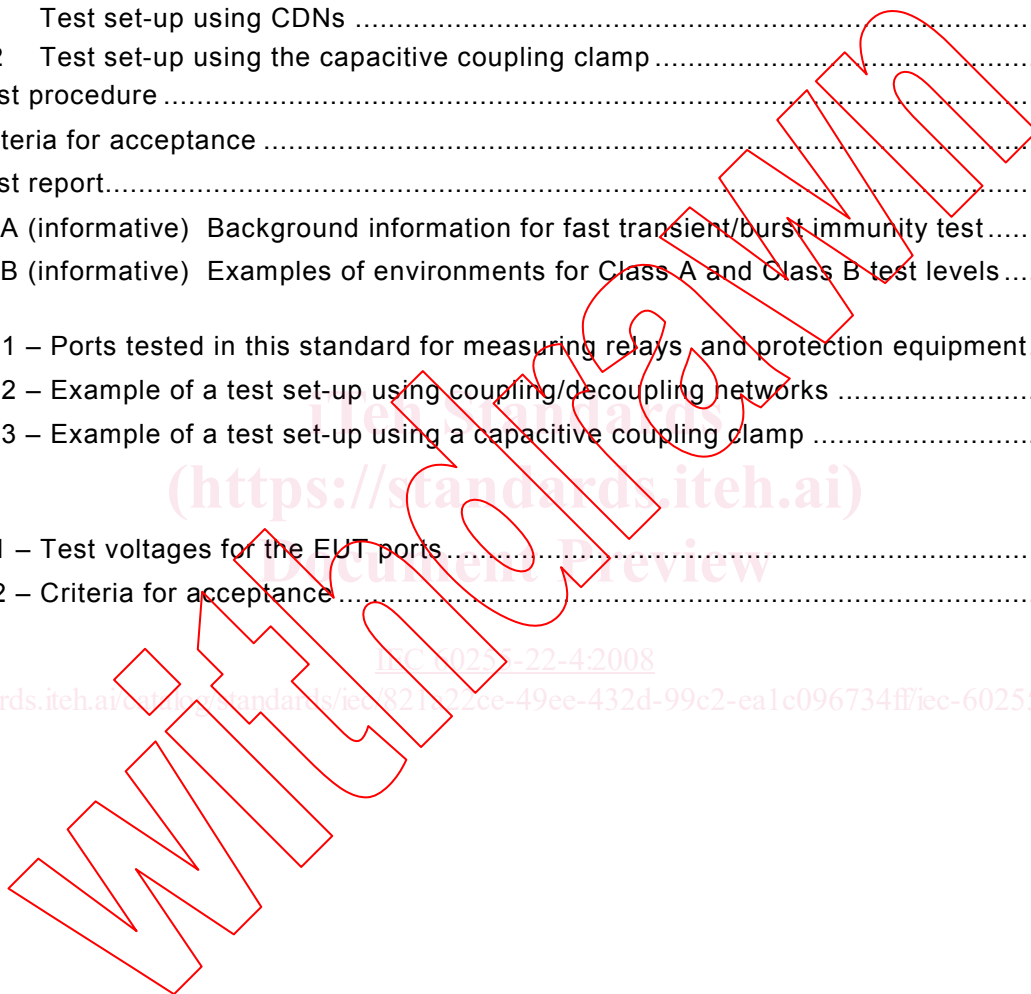 Test set-up using CDNs ........................................................
2 Test set-up using the capacitive coupling clamp ........................................................
st procedure ........................................................
teria for acceptance ........................................................
st report ........................................................
A (informative) Background information for fast transient/burst immunity test .....
B (informative) Examples of environments for Class A and Class B test levels ....
1 – Ports tested in this standard for measuring relays and protection equipment.
2 – Example of a test set-up using coupling/decoupling networks ........................
iTeh Standards
3 – Example of a test set-up using a capacitive coupling clamp ...........................
(https://standards.iteh.ai)
1 – Test voltages for the EUT ports ........................................................
Document Preview
2 – Criteria for acceptance ........................................................
IEC 60255-22-4:2008
rds.iteh.ai/catalog/standards/iec/821a22ce-49ee-432d-99c2-ea1c096734ff/iec-60255
withdrawn